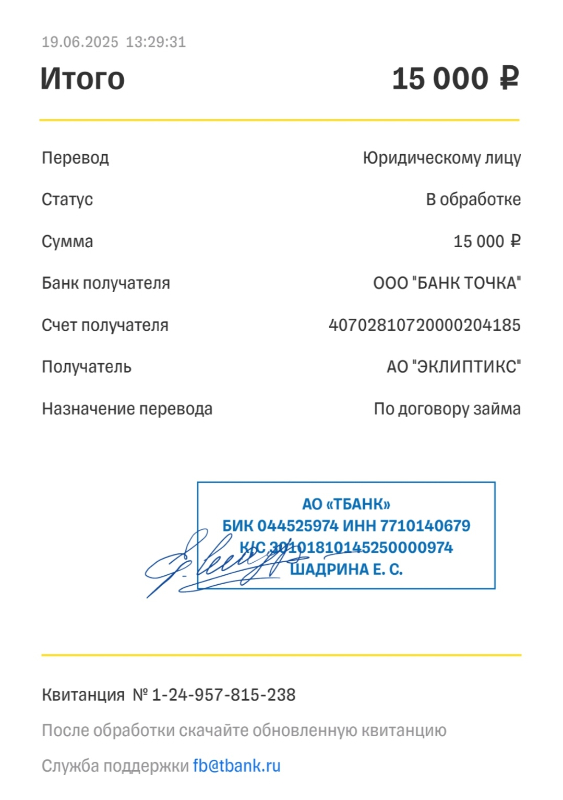 19.06.2025 13:29:31
Итого 15 000 ₽
Перевод Юридическому лицу
Статус В обработке
Сумма 15 000 ₽
Банк получателя ООО "БАНК ТОЧКА"
Счет получателя 40702810720000204185
Получатель АО "ЭКЛИПТИКС"
Назначение перевода По договору займа
АО «ТБАНК»
БИК 044525974 ИНН 7710140679
К/С 30101810145250000974
ШАДРИНА Е. С.
Квитанция № 1-24-957-815-238
После обработки скачайте обновленную квитанцию
Служба поддержки fb@tbank.ru